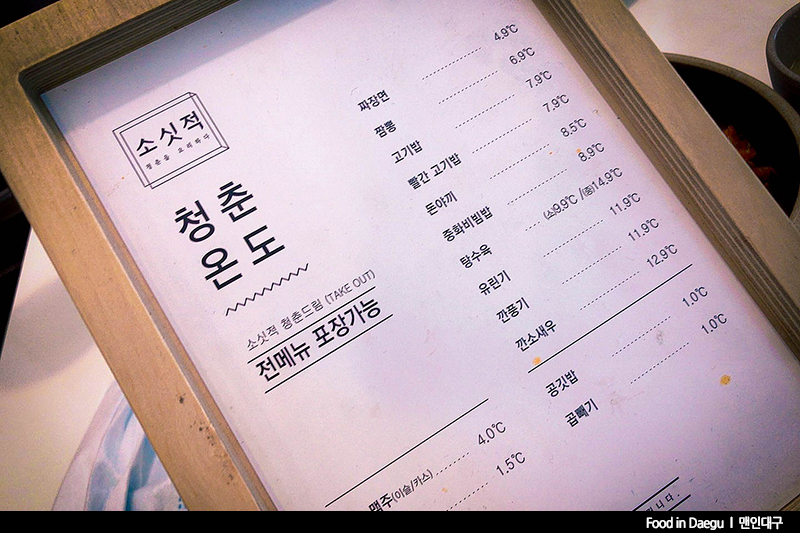 소싯적
청춘을 요리하다
청춘
온도
소싯적 청춘드림 (TAKE OUT)
전메뉴 포장가능
짜장면 4.9℃
짬뽕 6.9℃
고기밥 7.9℃
빨간 고기밥 7.9℃
돈야끼 8.5℃
중화비빔밥 8.9℃
탕수육 (小)9.9℃ /(中)14.9℃
유린기 11.9℃
깐풍기 11.9℃
깐소새우 12.9℃
공깃밥 1.0℃
곱빼기 1.0℃
맥주(이슬/카스) 4.0℃
1.5℃
니다.
Food in Daegu | 맨인대구